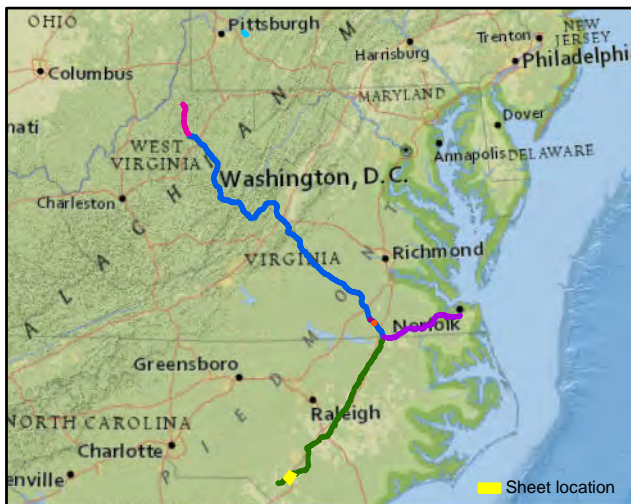 OHIO
Pittsburgh
NEW
JERSEY
Trenton
Harrisburg
Philadelphia
Columbus
MARYLAND
Dover
nati
WEST
VIRGINIA
Annapolis
DELAWARE
Washington, D.C.
Charleston
A P P A L A C H I A N M
VIRGINIA
Richmond
Norfolk
P I E D M O N T
Greensboro
Raleigh
NORTH CAROLINA
Charlotte
enville
Sheet location